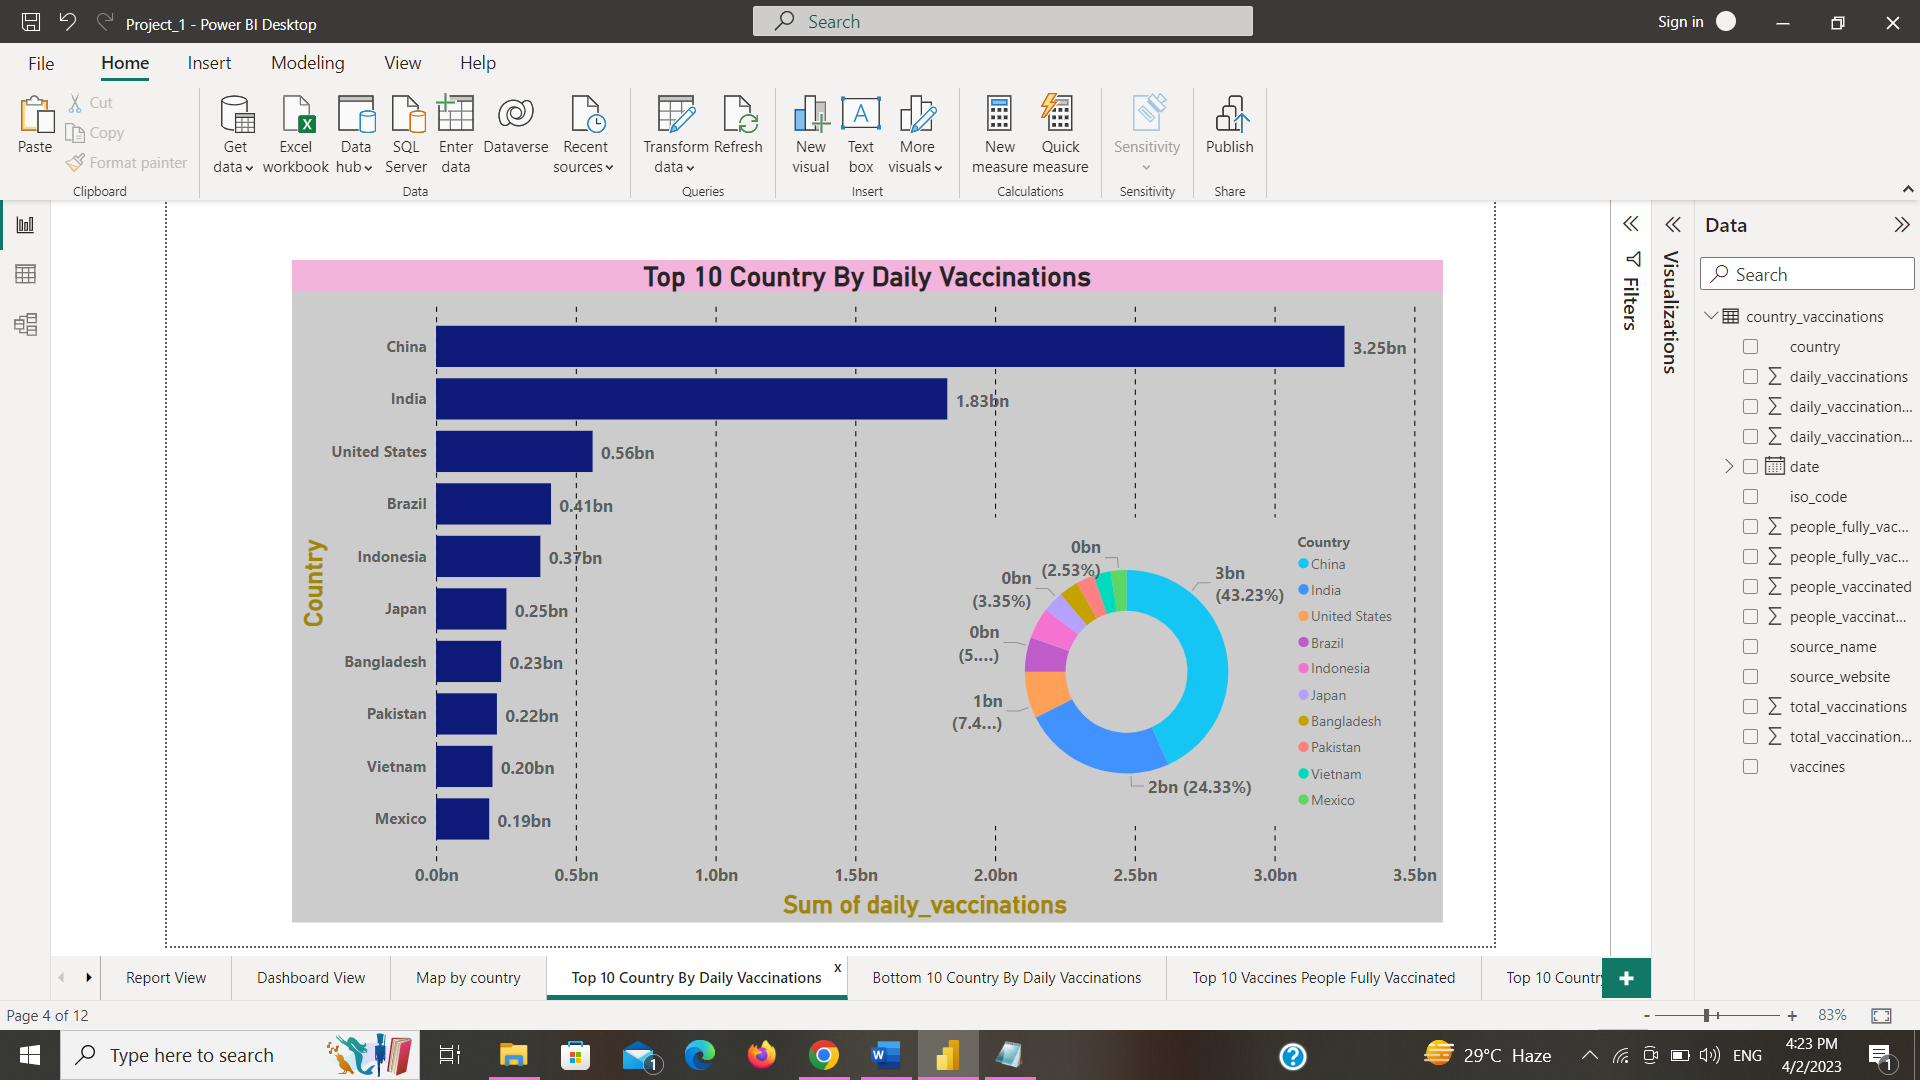 Project_1 - Power BI Desktop
Search
Sign in
File Home Insert Modeling View Help
Paste
Cut
Copy
Format painter
Clipboard
Get data
Excel workbook
Data hub
SQL Server
Enter data
Dataverse
Recent sources
Data
Transform data
Refresh
Queries
New visual
Text box
More visuals
Insert
New measure
Quick measure
Calculations
Sensitivity
Sensitivity
Publish
Share
Top 10 Country By Daily Vaccinations
Country
China 3.25bn
India 1.83bn
United States 0.56bn
Brazil 0.41bn
Indonesia 0.37bn
Japan 0.25bn
Bangladesh 0.23bn
Pakistan 0.22bn
Vietnam 0.20bn
Mexico 0.19bn
0.0bn 0.5bn 1.0bn 1.5bn 2.0bn 2.5bn 3.0bn 3.5bn
Sum of daily_vaccinations
0bn
(2.53%)
0bn
(3.35%)
0bn
(5....)
1bn
(7.4...)
2bn (24.33%)
3bn
(43.23%)
Country
China
India
United States
Brazil
Indonesia
Japan
Bangladesh
Pakistan
Vietnam
Mexico
Filters
Visualizations
Data
Search
country_vaccinations
country
daily_vaccinations
daily_vaccination...
daily_vaccination...
date
iso_code
people_fully_vac...
people_fully_vac...
people_vaccinated
people_vaccinat...
source_name
source_website
total_vaccinations
total_vaccination...
vaccines
Report View
Dashboard View
Map by country
Top 10 Country By Daily Vaccinations x
Bottom 10 Country By Daily Vaccinations
Top 10 Vaccines People Fully Vaccinated
Top 10 Country
Page 4 of 12
- + 83%
Type here to search
1
29°C Haze
ENG
4:23 PM
4/2/2023
1